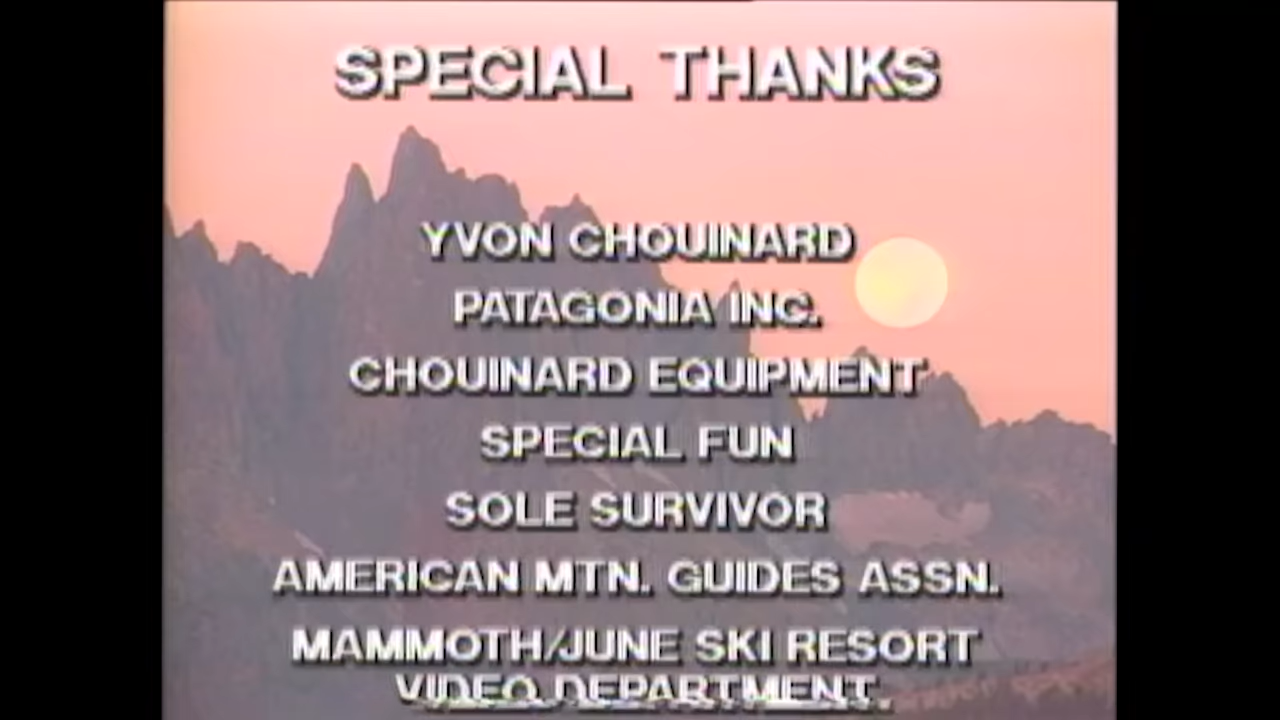 SPECIAL THANKS
YVON CHOUINARD
PATAGONIA INC.
CHOUINARD EQUIPMENT
SPECIAL FUN
SOLE SURVIVOR
AMERICAN MTN. GUIDES ASSN.
MAMMOTH/JUNE SKI RESORT
VIDEO DEPARTMENT.